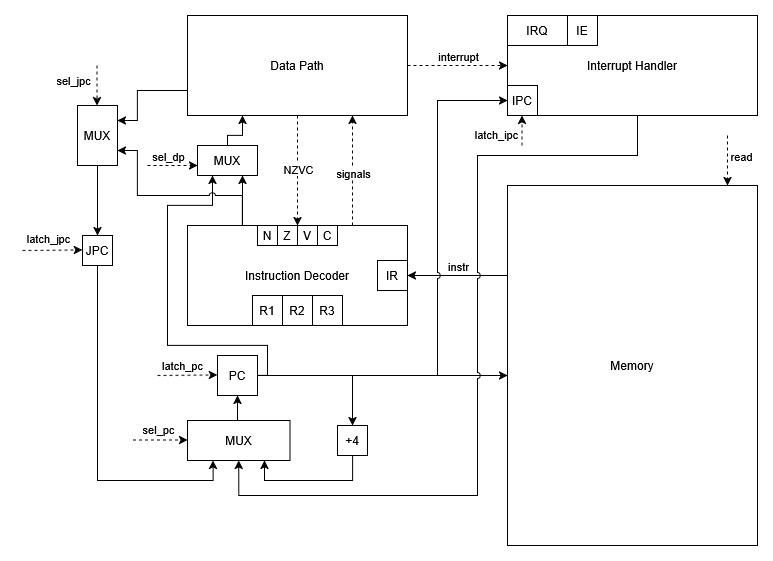 IRQ
IE
Data Path
interrupt
Interrupt Handler
sel_jpc
IPC
MUX
latch_ipc
sel_dp
MUX
NZVC
signals
read
N
Z
V
C
latch_jpc
JPC
Instruction Decoder
IR
instr
R1
R2
R3
Memory
latch_pc
PC
sel_pc
MUX
+4